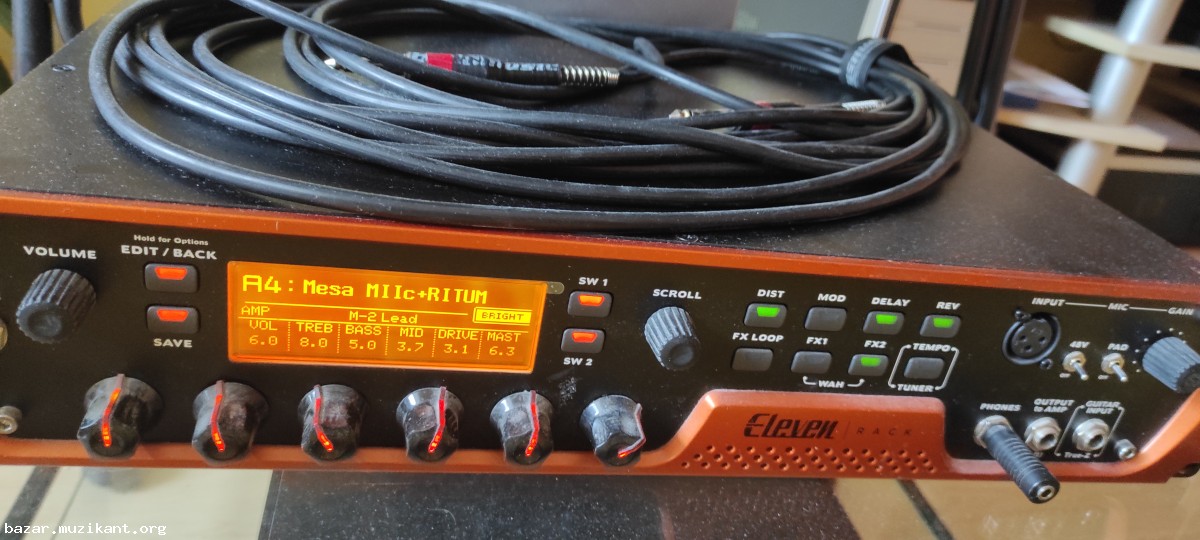 VOLUME
Hold for Options
EDIT / BACK
SAVE
A4: Mesa MIIc+RITUM
AMP M-2 Lead BRIGHT
VOL TREB BASS MID DRIVE MAST
6.0 8.0 5.0 3.7 3.1 6.3
SW 1
SW 2
SCROLL
DIST MOD DELAY REV
FX LOOP FX1 FX2 TEMPO
WAH TUNER
INPUT MIC GAIN
48V PAD
PHONES OUTPUT to AMP GUITAR INPUT
True-Z
Eleven RACK
bazar.muzikant.org